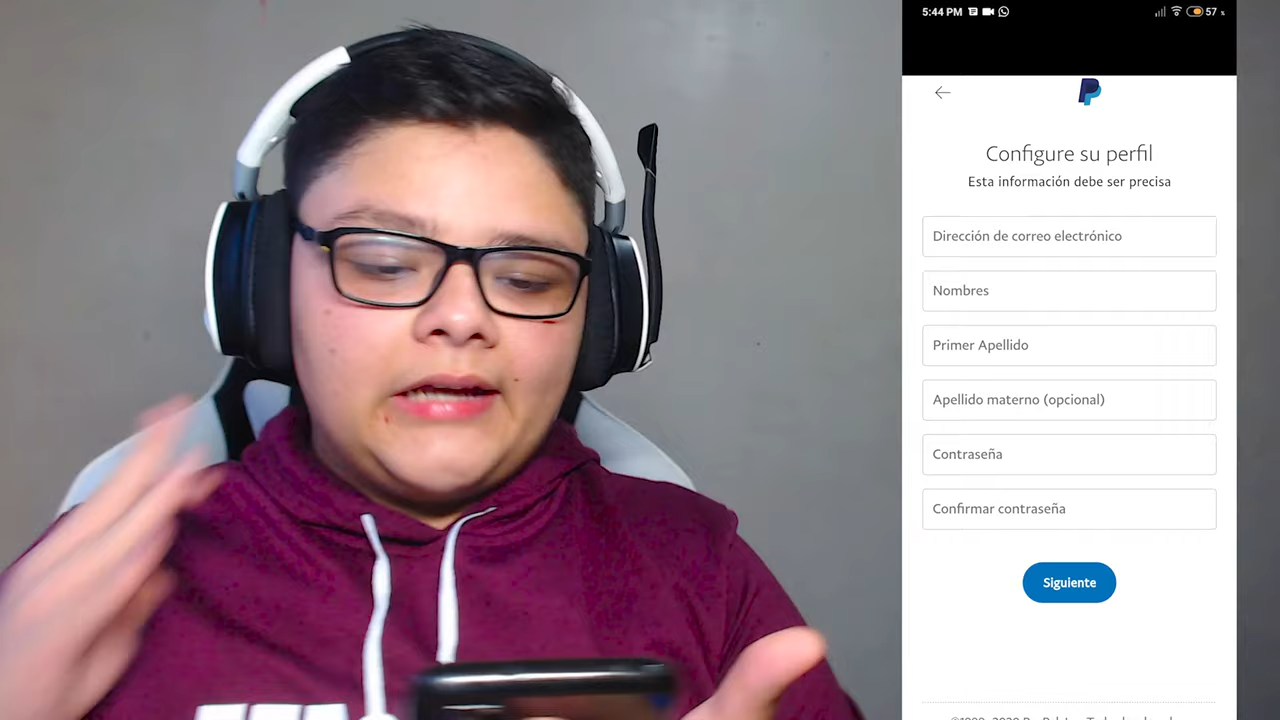 5:44 PM
57
Configure su perfil
Esta información debe ser precisa
Dirección de correo electrónico
Nombres
Primer Apellido
Apellido materno (opcional)
Contraseña
Confirmar contraseña
Siguiente